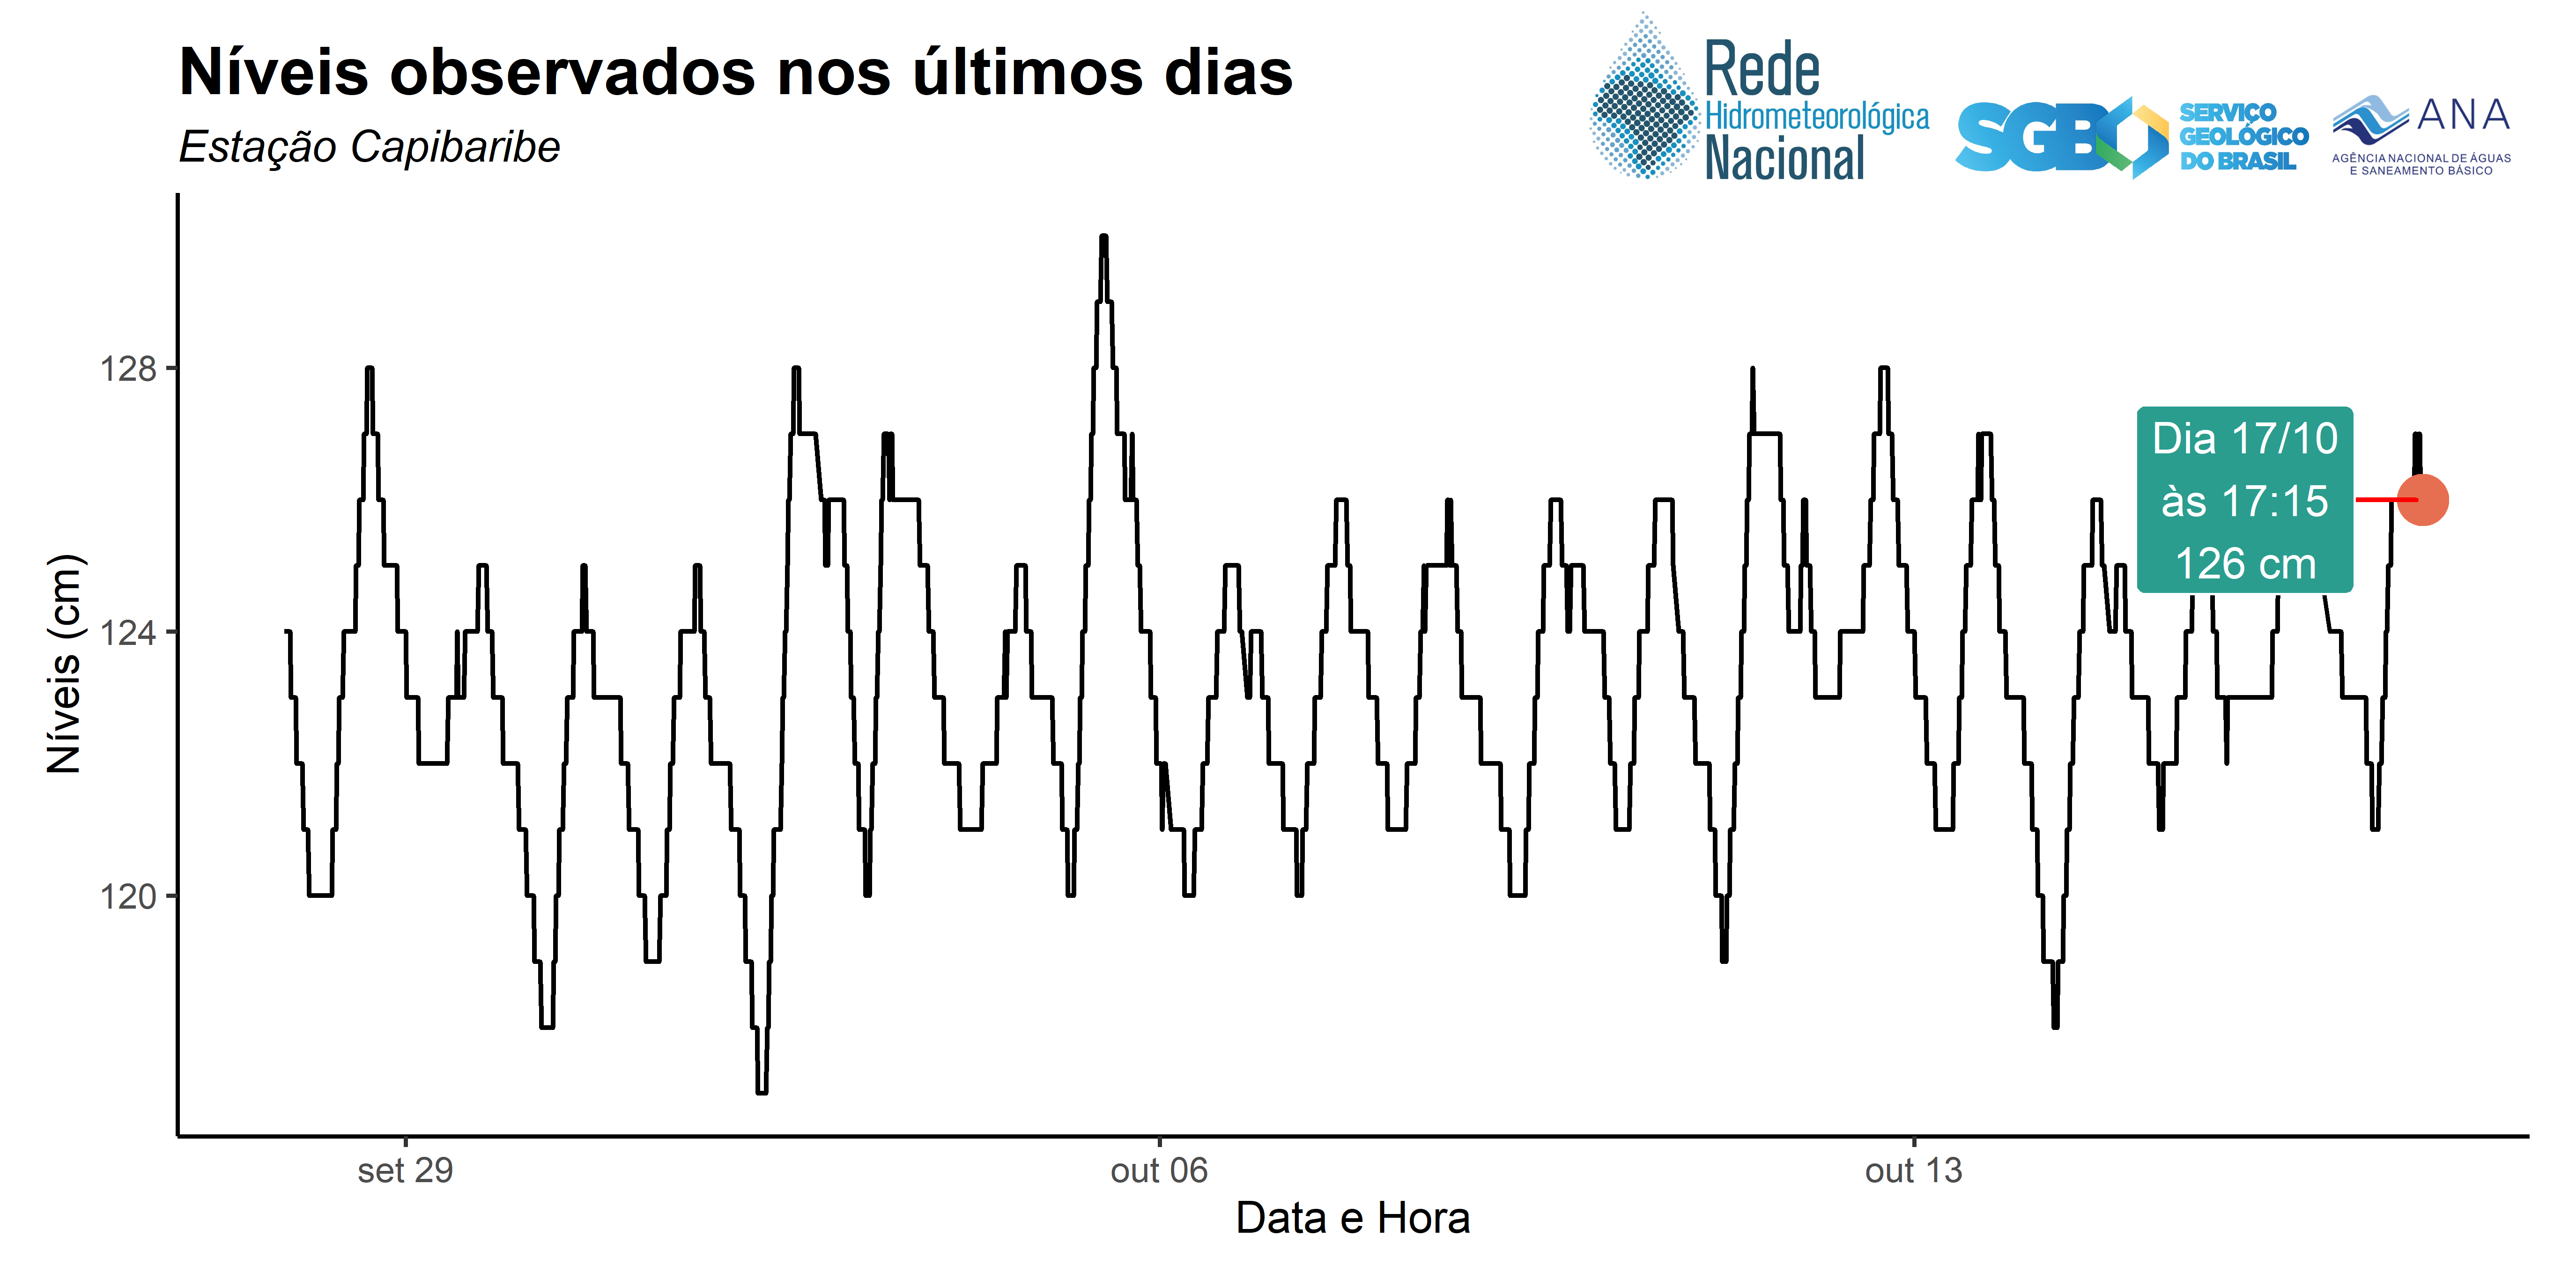 Níveis observados nos últimos dias
Estação Capibaribe
Rede
Hidrometeorológica
Nacional
SGB
SERVIÇO
GEOLÓGICO
DO BRASIL
ANA
AGÊNCIA NACIONAL DE ÁGUAS
E SANEAMENTO BÁSICO
Níveis (cm)
128
124
120
Dia 17/10
às 17:15
126 cm
set 29
out 06
out 13
Data e Hora